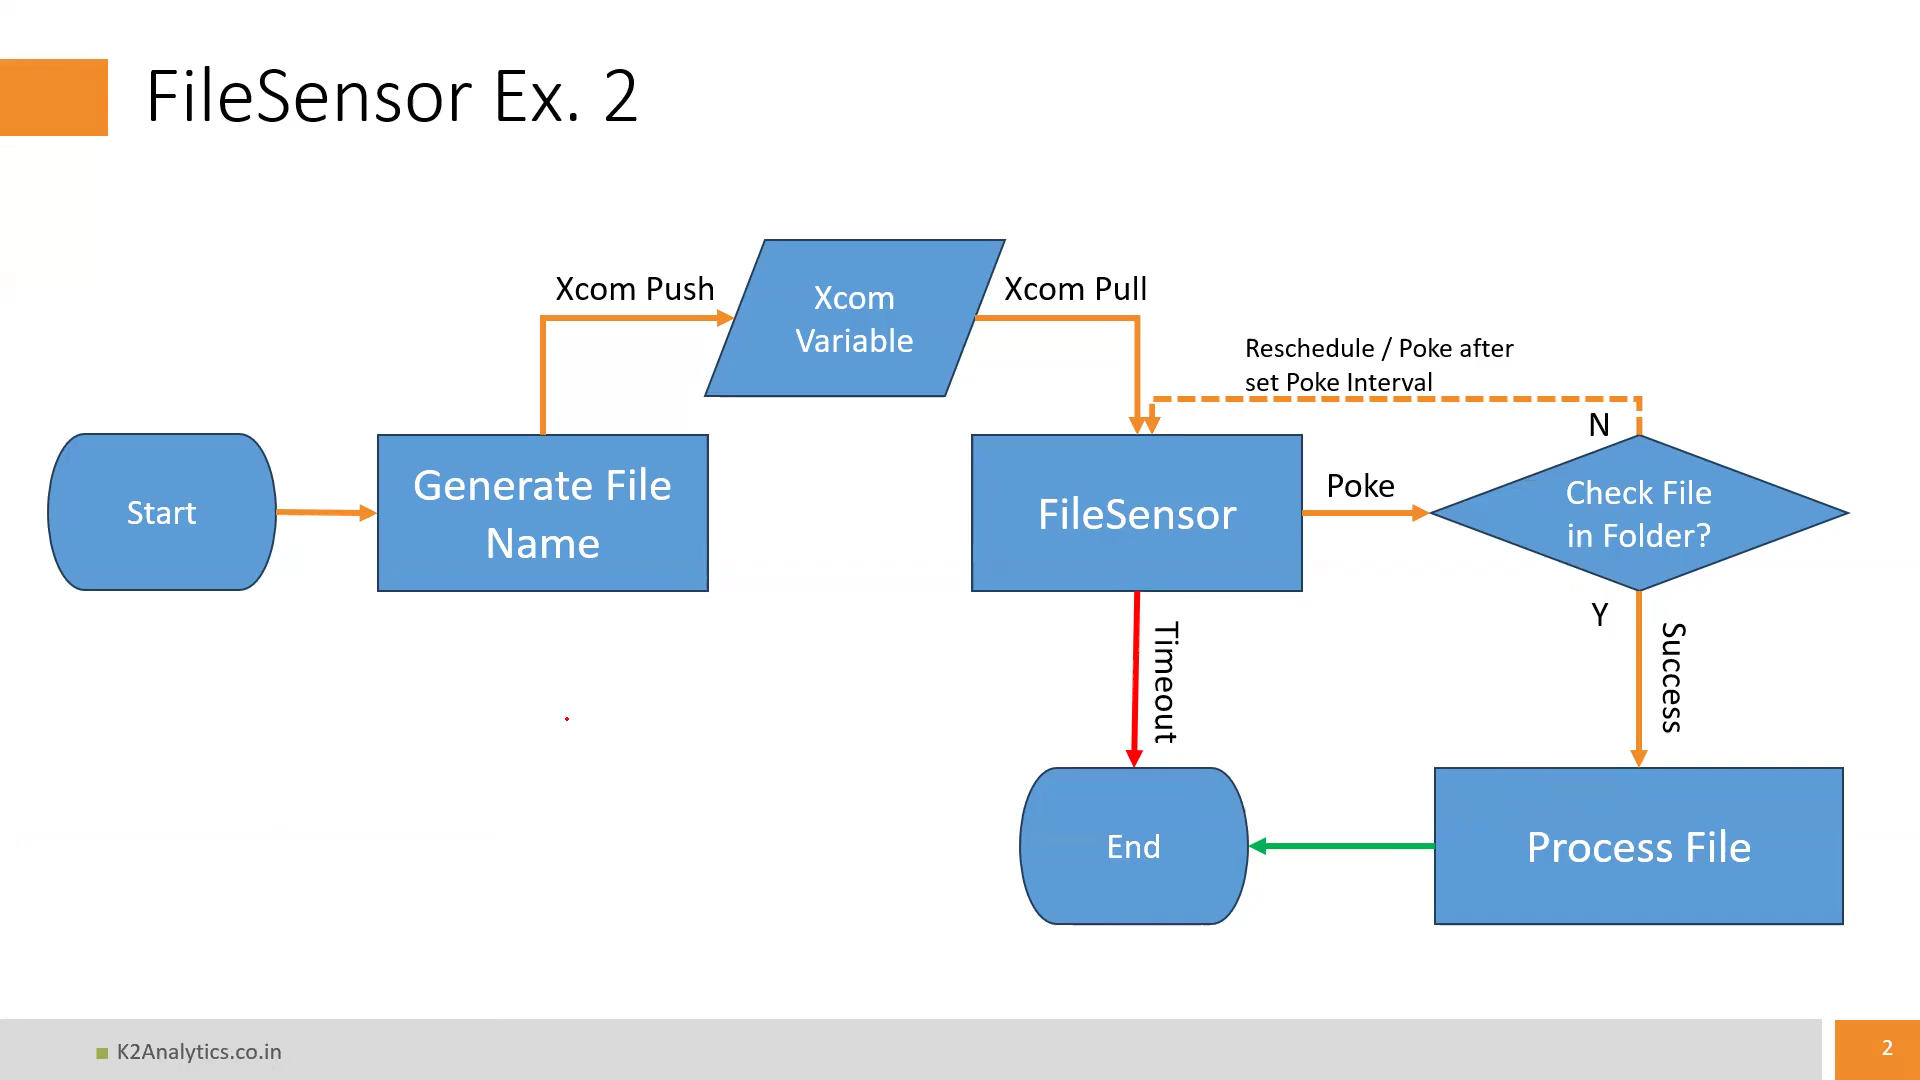 FileSensor Ex. 2
Xcom Push
Xcom
Variable
Xcom Pull
Reschedule / Poke after
set Poke Interval
N
Start
Generate File
Name
FileSensor
Poke
Check File
in Folder?
Y
Timeout
Success
End
Process File
K2Analytics.co.in
2